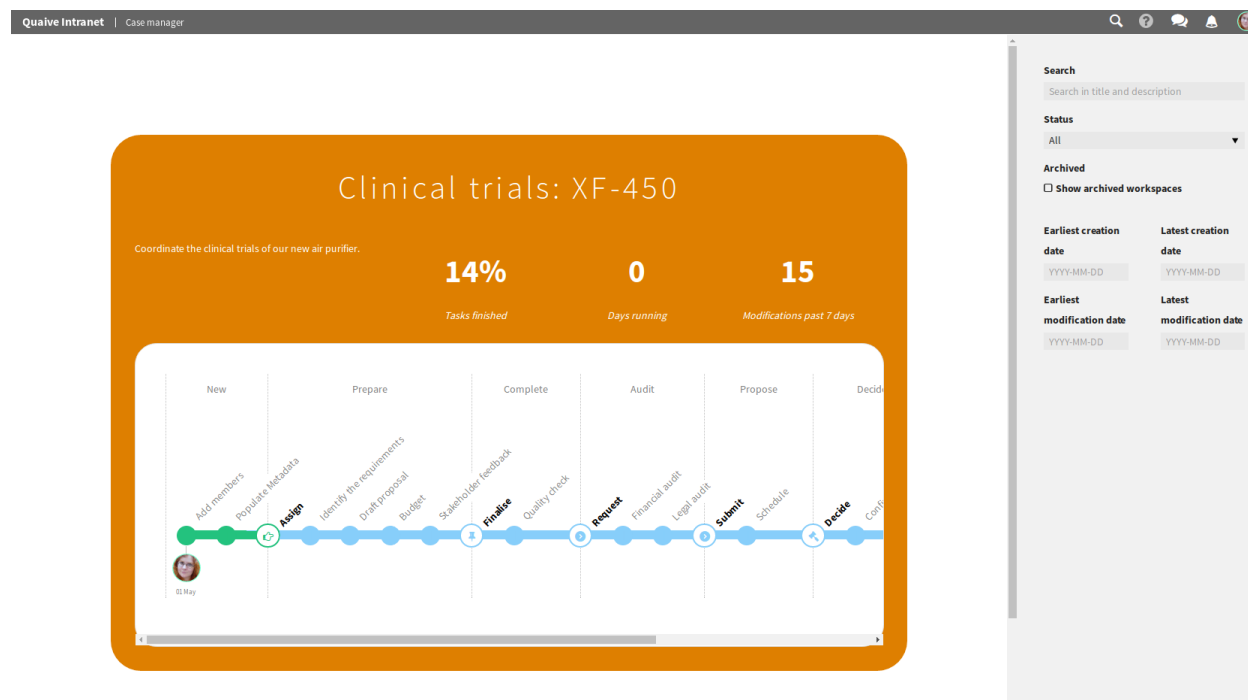 Quaive Intranet | Case manager
Search
Search in title and description
Status
All
Archived
Show archived workspaces
Earliest creation date
Latest creation date
YYYY-MM-DD
YYYY-MM-DD
Earliest modification date
Latest modification date
YYYY-MM-DD
YYYY-MM-DD
Clinical trials: XF-450
Coordinate the clinical trials of our new air purifier.
14%
0
15
Tasks finished
Days running
Modifications past 7 days
New
Prepare
Complete
Audit
Propose
Decide
Add members
Populate Metadata
Assign
Identify the requirements
Draft proposal
Budget
Stakeholder feedback
Finalise
Quality check
Request
Financial audit
Legal audit
Submit
Schedule
Decide
01 May